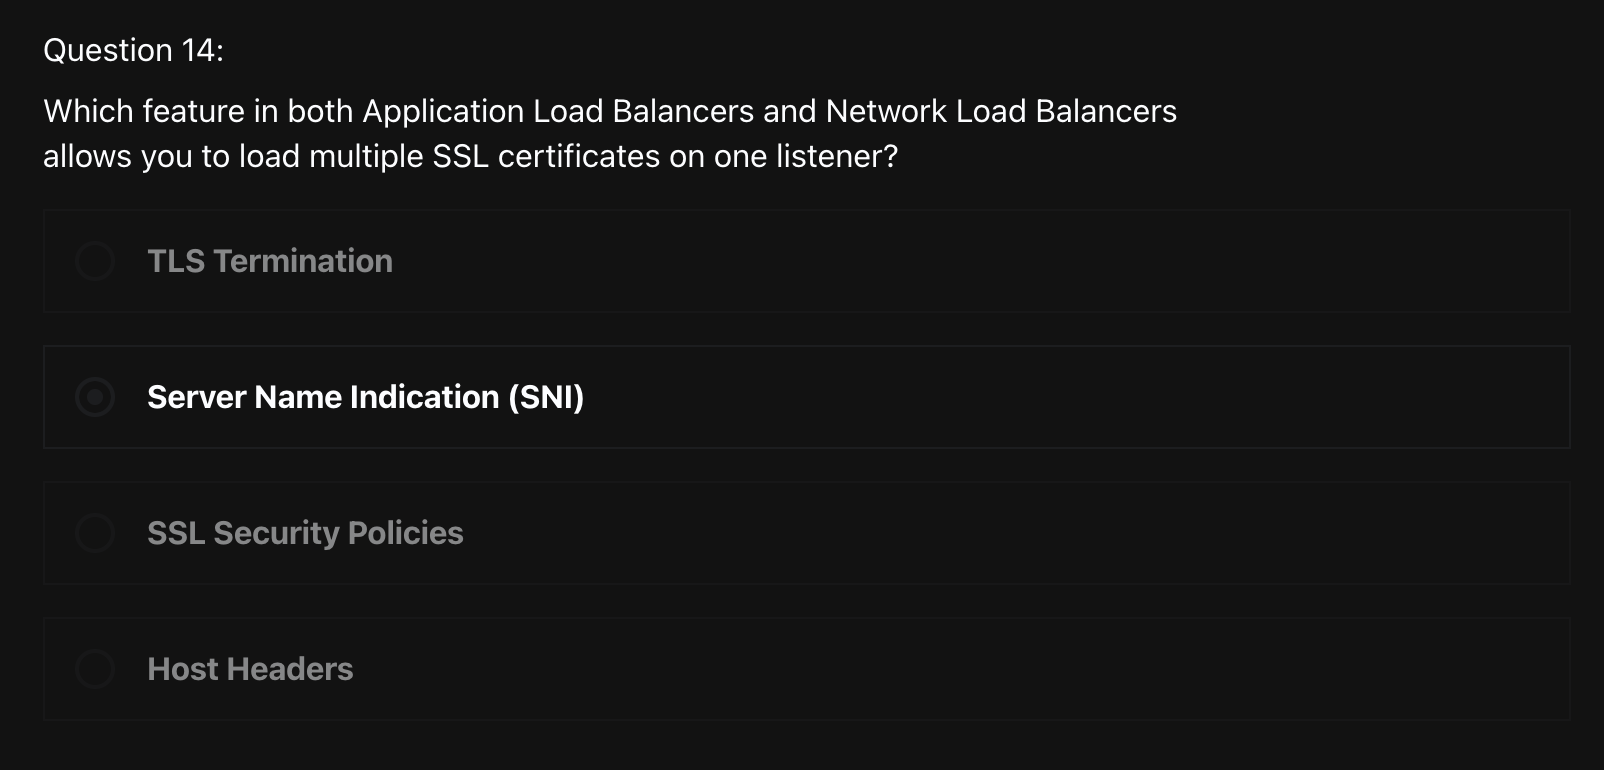 Question 14:
Which feature in both Application Load Balancers and Network Load Balancers
allows you to load multiple SSL certificates on one listener?
TLS Termination
Server Name Indication (SNI)
SSL Security Policies
Host Headers